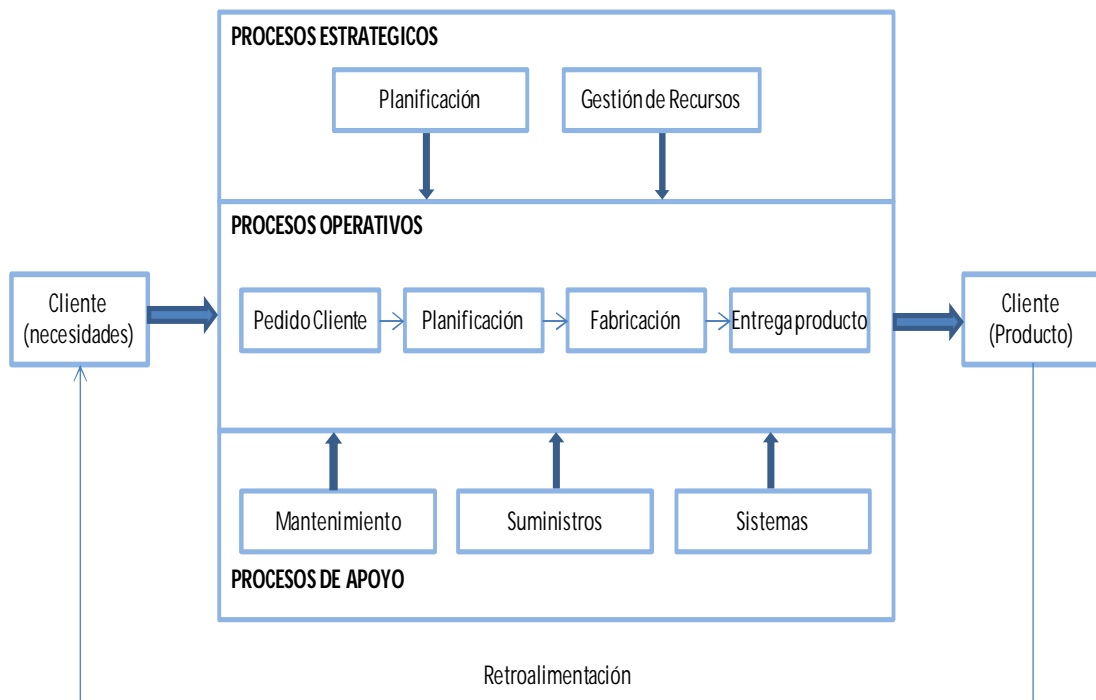 PROCESOS ESTRATEGICOS
Planificación
Gestión de Recursos
PROCESOS OPERATIVOS
Cliente
(necesidades)
Pedido Cliente
Planificación
Fabricación
Entrega producto
Cliente
(Producto)
Mantenimiento
Suministros
Sistemas
PROCESOS DE APOYO
Retroalimentación